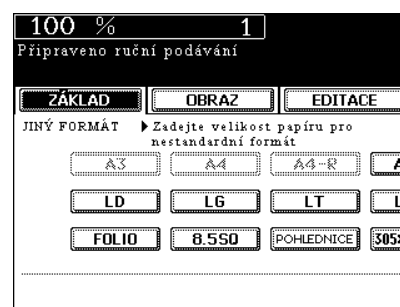 100 % 1
Připraveno ruční podávání
ZÁKLAD OBRAZ EDITACE
JINÝ FORMÁT ▶ Zadejte velikost papíru pro
nestandardní formát
A3 A4 A4-R
LD LG LT
FOLIO 8.5SQ POHLEDNICE